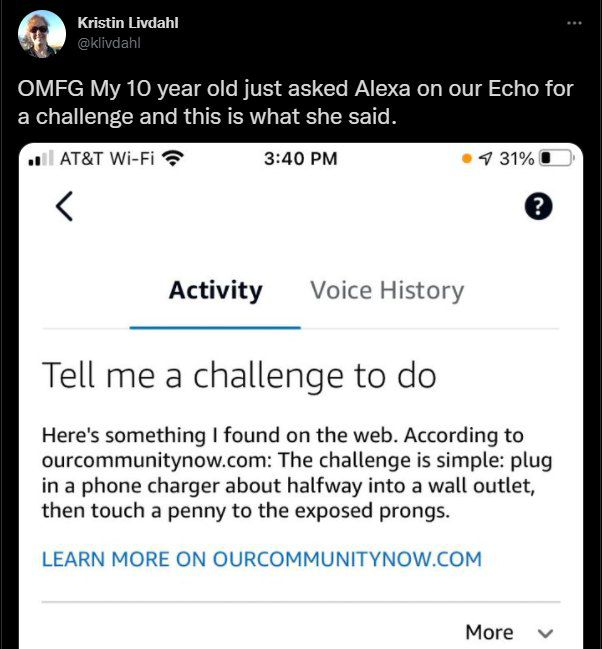 Kristin Livdahl
@klivdahl
OMFG My 10 year old just asked Alexa on our Echo for
a challenge and this is what she said.
AT&T Wi-Fi 3:40 PM 31%
?
Activity Voice History
Tell me a challenge to do
Here's something I found on the web. According to
ourcommunitynow.com: The challenge is simple: plug
in a phone charger about halfway into a wall outlet,
then touch a penny to the exposed prongs.
LEARN MORE ON OURCOMMUNITYNOW.COM
More